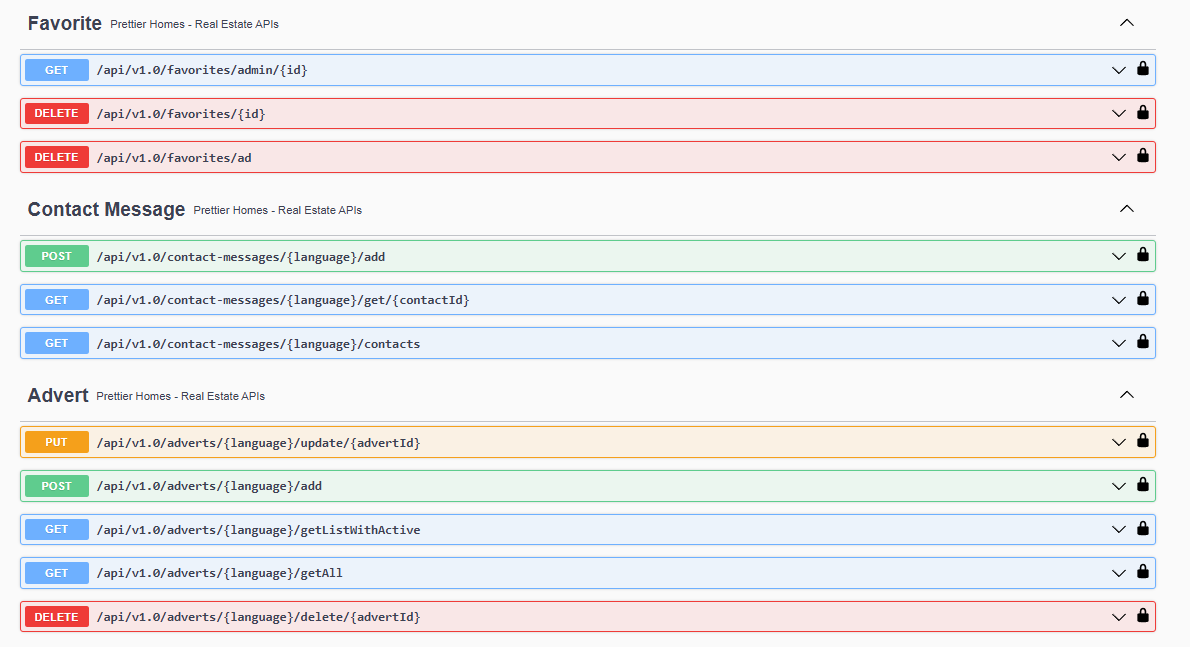 Favorite Prettier Homes - Real Estate APIs
GET /api/v1.0/favorites/admin/{id}
DELETE /api/v1.0/favorites/{id}
DELETE /api/v1.0/favorites/ad
Contact Message Prettier Homes - Real Estate APIs
POST /api/v1.0/contact-messages/{language}/add
GET /api/v1.0/contact-messages/{language}/get/{contactId}
GET /api/v1.0/contact-messages/{language}/contacts
Advert Prettier Homes - Real Estate APIs
PUT /api/v1.0/adverts/{language}/update/{advertId}
POST /api/v1.0/adverts/{language}/add
GET /api/v1.0/adverts/{language}/getListWithActive
GET /api/v1.0/adverts/{language}/getAll
DELETE /api/v1.0/adverts/{language}/delete/{advertId}